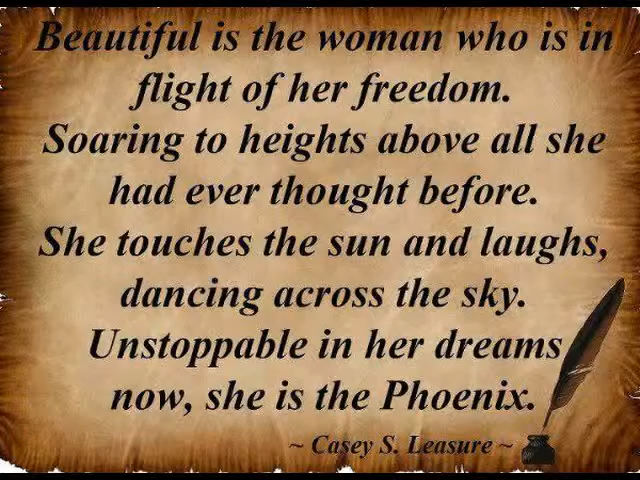 Beautiful is the woman who is in
flight of her freedom.
Soaring to heights above all she
had ever thought before.
She touches the sun and laughs,
dancing across the sky.
Unstoppable in her dreams
now, she is the Phoenix.
~ Casey S. Leasure ~